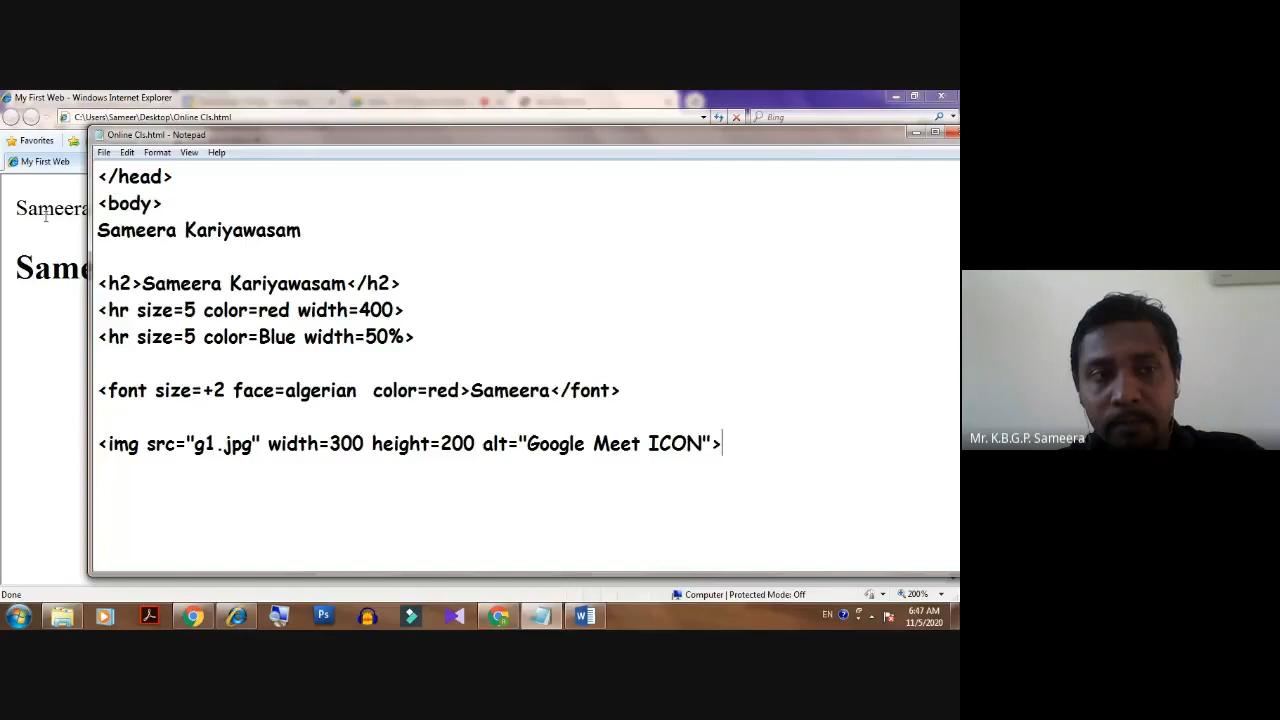 My First Web - Windows Internet Explorer
C:\Users\Sameer\Desktop\Online Cls.html
Bing
Favorites
My First Web
Sameera
Same
Online Cls.html - Notepad
File Edit Format View Help
</head>
<body>
Sameera Kariyawasam
<h2>Sameera Kariyawasam</h2>
<hr size=5 color=red width=400>
<hr size=5 color=Blue width=50%>
<font size=+2 face=algerian  color=red>Sameera</font>
<img src="g1.jpg" width=300 height=200 alt="Google Meet ICON">
Mr. K.B.G.P. Sameera
Done
Computer | Protected Mode: Off
200%
Ps
W
EN
6:47 AM
11/5/2020